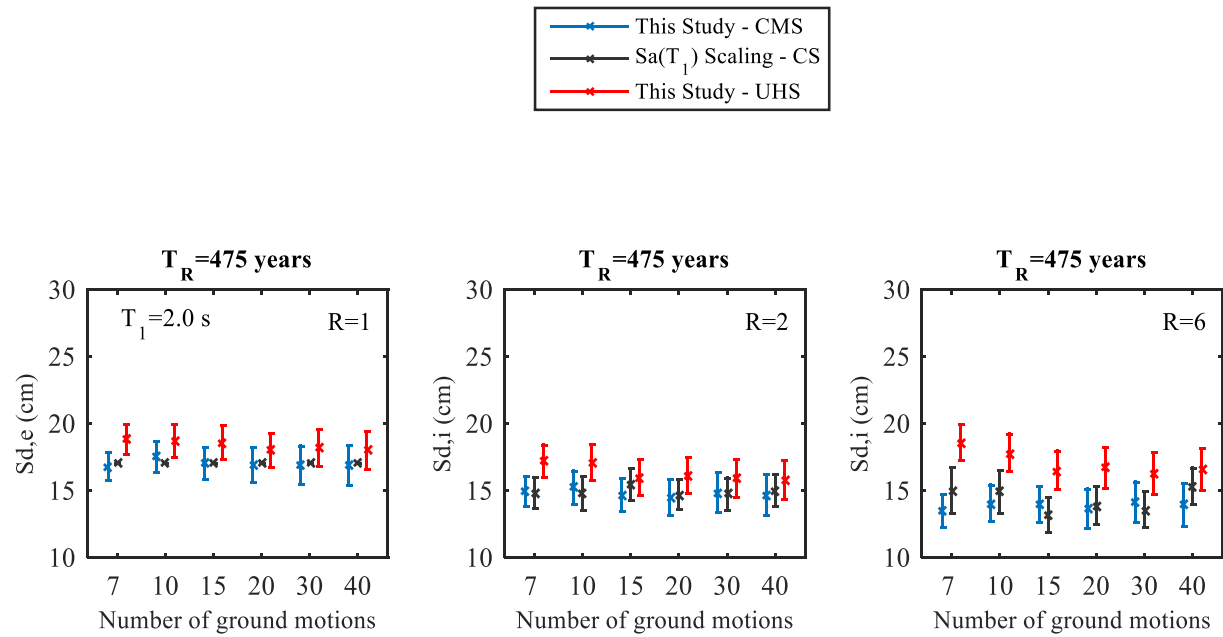 This Study - CMS
Sa(T1) Scaling - CS
This Study - UHS
TR=475 years
30
25
20
15
10
T1=2.0 s
R=1
Sd,e (cm)
7 10 15 20 30 40
Number of ground motions
TR=475 years
30
25
20
15
10
R=2
Sd,i (cm)
7 10 15 20 30 40
Number of ground motions
TR=475 years
30
25
20
15
10
R=6
Sd,i (cm)
7 10 15 20 30 40
Number of ground motions